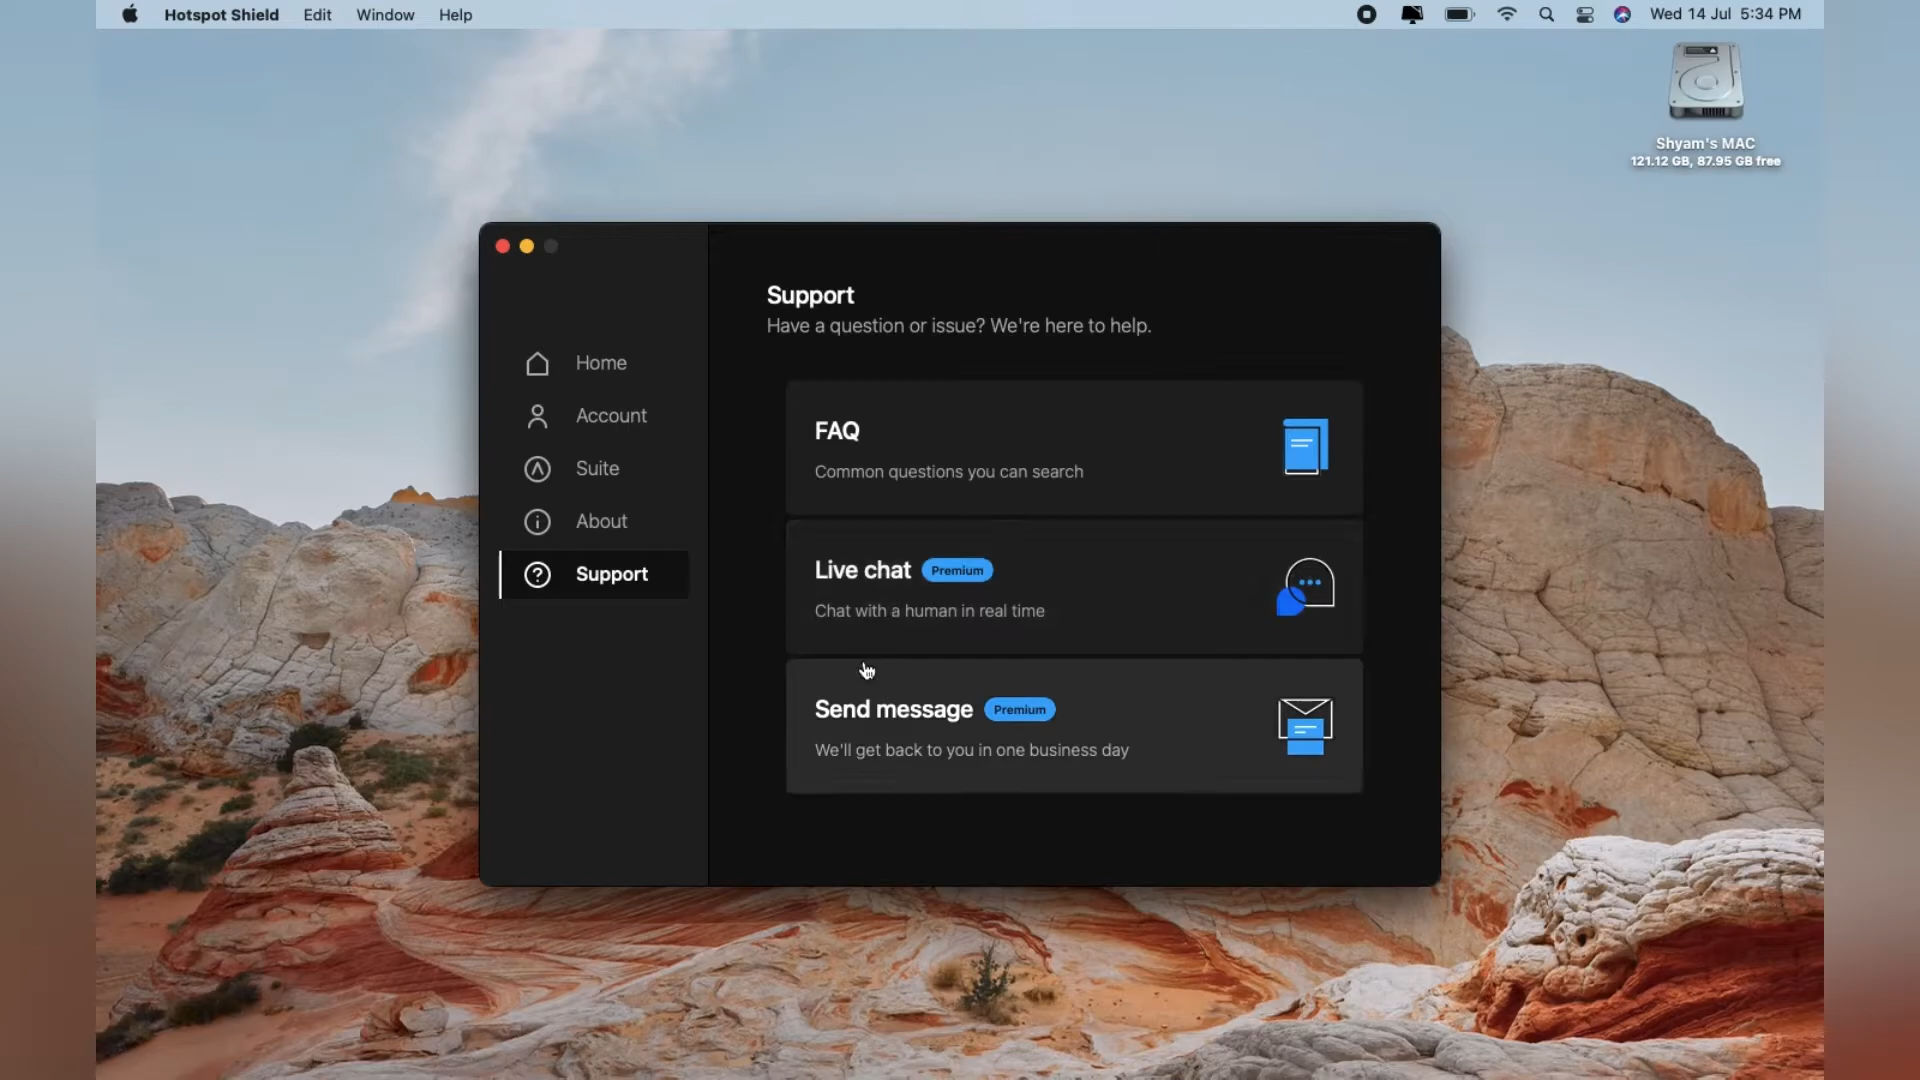 Hotspot Shield Edit Window Help Wed 14 Jul 5:34 PM
Shyam's MAC
121.12 GB, 87.95 GB free
Support
Have a question or issue? We're here to help.
Home
Account
Suite
About
Support
FAQ
Common questions you can search
Live chat Premium
Chat with a human in real time
Send message Premium
We'll get back to you in one business day